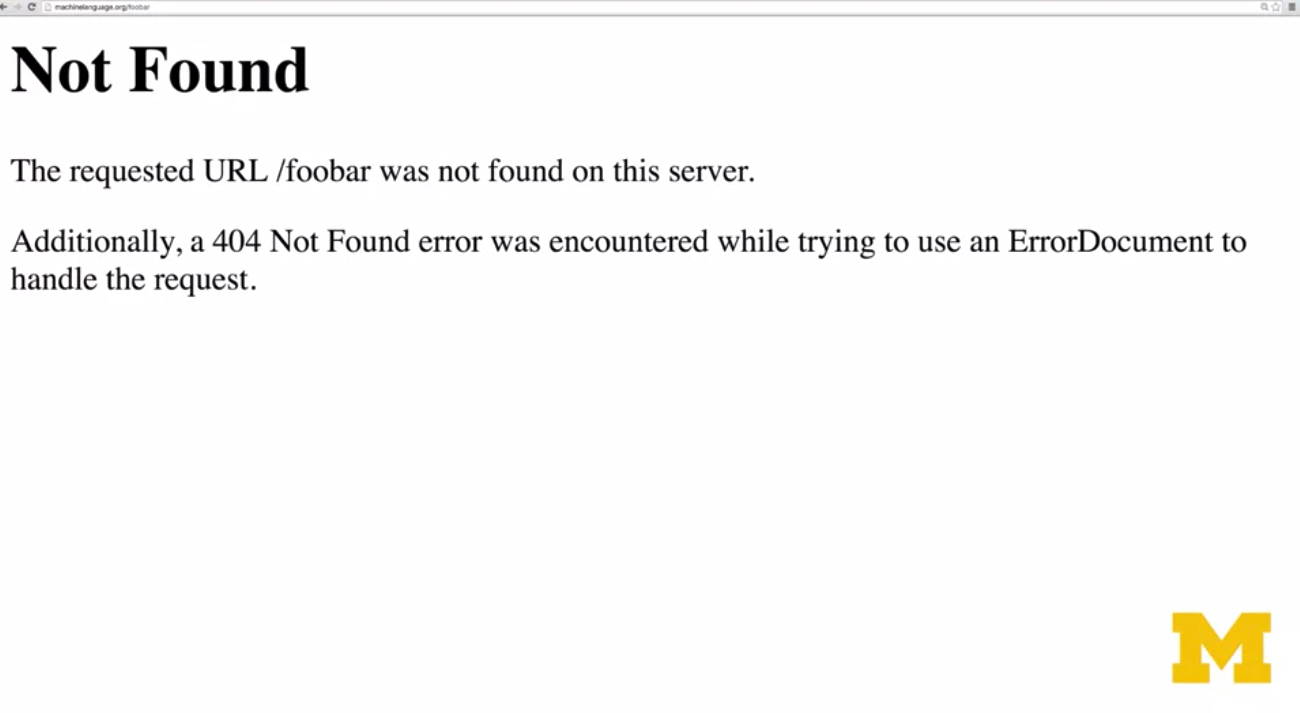 machinelanguage.org/foobar
Not Found
The requested URL /foobar was not found on this server.
Additionally, a 404 Not Found error was encountered while trying to use an ErrorDocument to
handle the request.
M